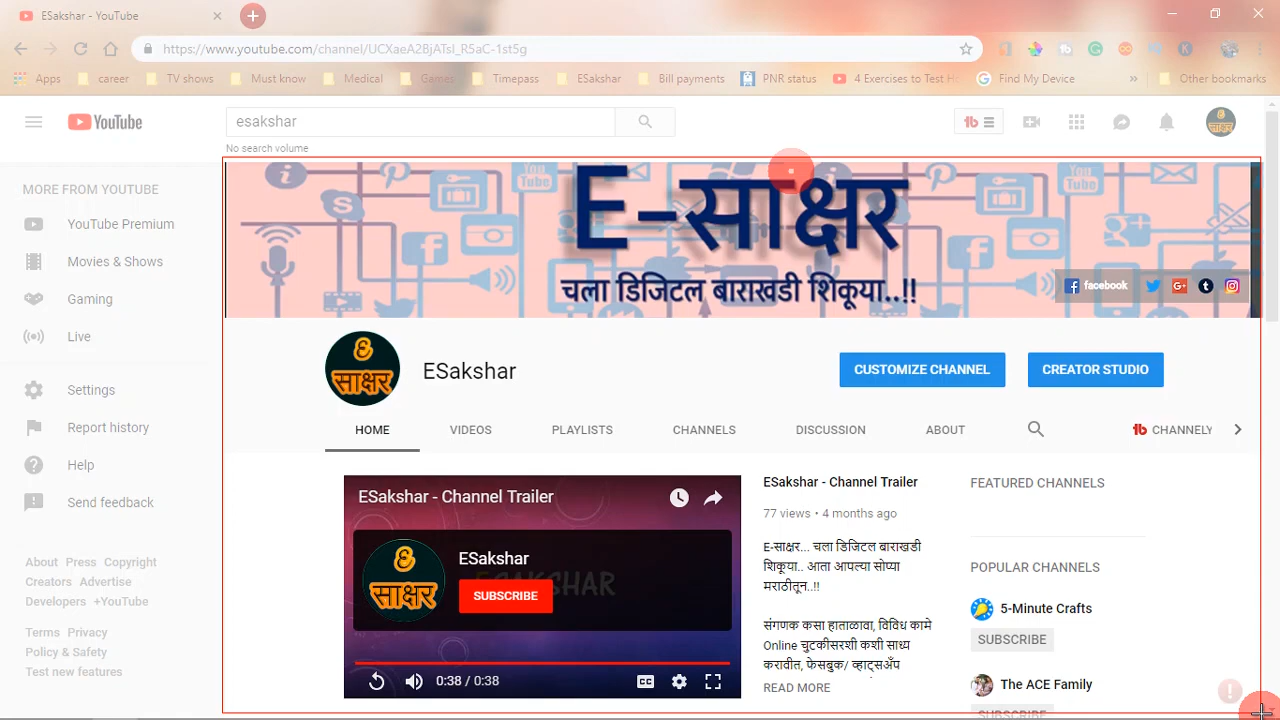 ESakshar - YouTube
https://www.youtube.com/channel/UCXaeA2BjATsI_R5aC-1st5g
Apps career TV shows Must know Medical Games Timepass ESakshar Bill payments PNR status 4 Exercises to Test H Find My Device » Other bookmarks
YouTube
esakshar
No search volume
MORE FROM YOUTUBE
YouTube Premium
Movies & Shows
Gaming
Live
Settings
Report history
Help
Send feedback
About Press Copyright
Creators Advertise
Developers +YouTube
Terms Privacy
Policy & Safety
Test new features
E-साक्षर
चला डिजिटल बाराखडी शिकूया..!!
facebook
साक्षर
ESakshar
CUSTOMIZE CHANNEL
CREATOR STUDIO
HOME VIDEOS PLAYLISTS CHANNELS DISCUSSION ABOUT CHANNELY
ESakshar - Channel Trailer
साक्षर
ESakshar
SUBSCRIBE
0:38 / 0:38
ESakshar - Channel Trailer
77 views • 4 months ago
E-साक्षर... चला डिजिटल बाराखडी
शिकूया.. आता आपल्या सोप्या
मराठीतून..!!
संगणक कसा हाताळावा, विविध कामे
Online चुटकीसरशी कशी साध्य
करावीत, फेसबुक/ व्हाट्सअँप
READ MORE
FEATURED CHANNELS
POPULAR CHANNELS
5-Minute Crafts
SUBSCRIBE
The ACE Family
SUBSCRIBE